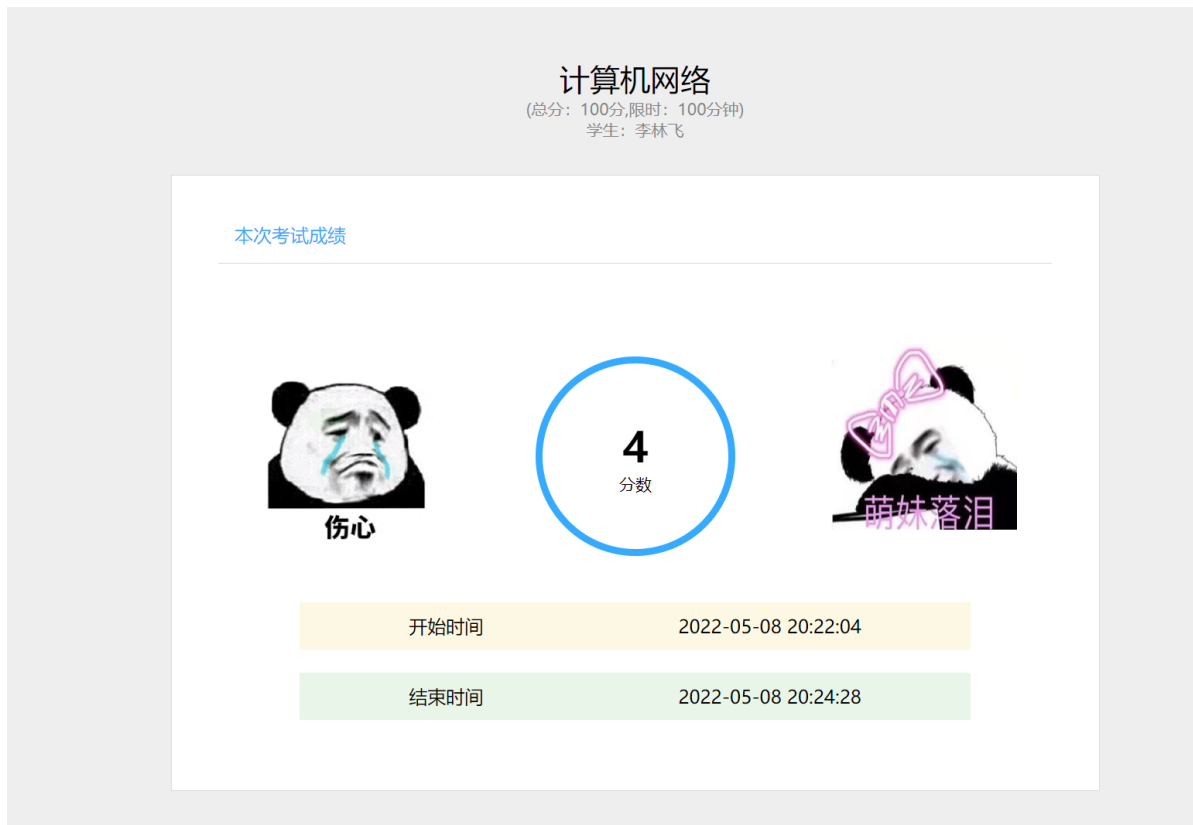 计算机网络
(总分：100分,限时：100分钟)
学生：李林飞
本次考试成绩
4
分数
伤心
萌妹落泪
开始时间 2022-05-08 20:22:04
结束时间 2022-05-08 20:24:28